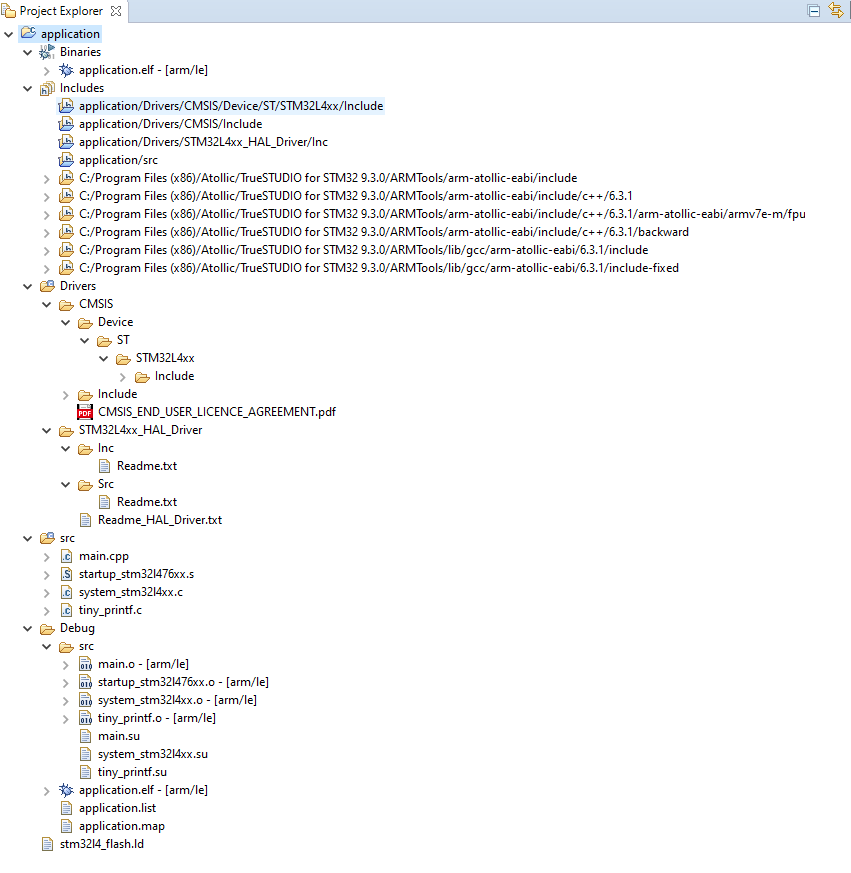 Project Explorer
application
Binaries
application.elf - [arm/le]
Includes
application/Drivers/CMSIS/Device/ST/STM32L4xx/Include
application/Drivers/CMSIS/Include
application/Drivers/STM32L4xx_HAL_Driver/Inc
application/src
C:/Program Files (x86)/Atollic/TrueSTUDIO for STM32 9.3.0/ARMTools/arm-atollic-eabi/include
C:/Program Files (x86)/Atollic/TrueSTUDIO for STM32 9.3.0/ARMTools/arm-atollic-eabi/include/c++/6.3.1
C:/Program Files (x86)/Atollic/TrueSTUDIO for STM32 9.3.0/ARMTools/arm-atollic-eabi/include/c++/6.3.1/arm-atollic-eabi/armv7e-m/fpu
C:/Program Files (x86)/Atollic/TrueSTUDIO for STM32 9.3.0/ARMTools/arm-atollic-eabi/include/c++/6.3.1/backward
C:/Program Files (x86)/Atollic/TrueSTUDIO for STM32 9.3.0/ARMTools/lib/gcc/arm-atollic-eabi/6.3.1/include
C:/Program Files (x86)/Atollic/TrueSTUDIO for STM32 9.3.0/ARMTools/lib/gcc/arm-atollic-eabi/6.3.1/include-fixed
Drivers
CMSIS
Device
ST
STM32L4xx
Include
Include
PDF CMSIS_END_USER_LICENCE_AGREEMENT.pdf
STM32L4xx_HAL_Driver
Inc
Readme.txt
Src
Readme.txt
Readme_HAL_Driver.txt
src
main.cpp
startup_stm32l476xx.s
system_stm32l4xx.c
tiny_printf.c
Debug
src
main.o - [arm/le]
startup_stm32l476xx.o - [arm/le]
system_stm32l4xx.o - [arm/le]
tiny_printf.o - [arm/le]
main.su
system_stm32l4xx.su
tiny_printf.su
application.elf - [arm/le]
application.list
application.map
stm32l4_flash.ld